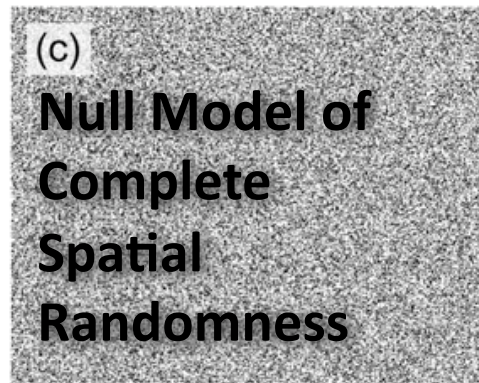 (c)
Null Model of
Complete
Spatial
Randomness